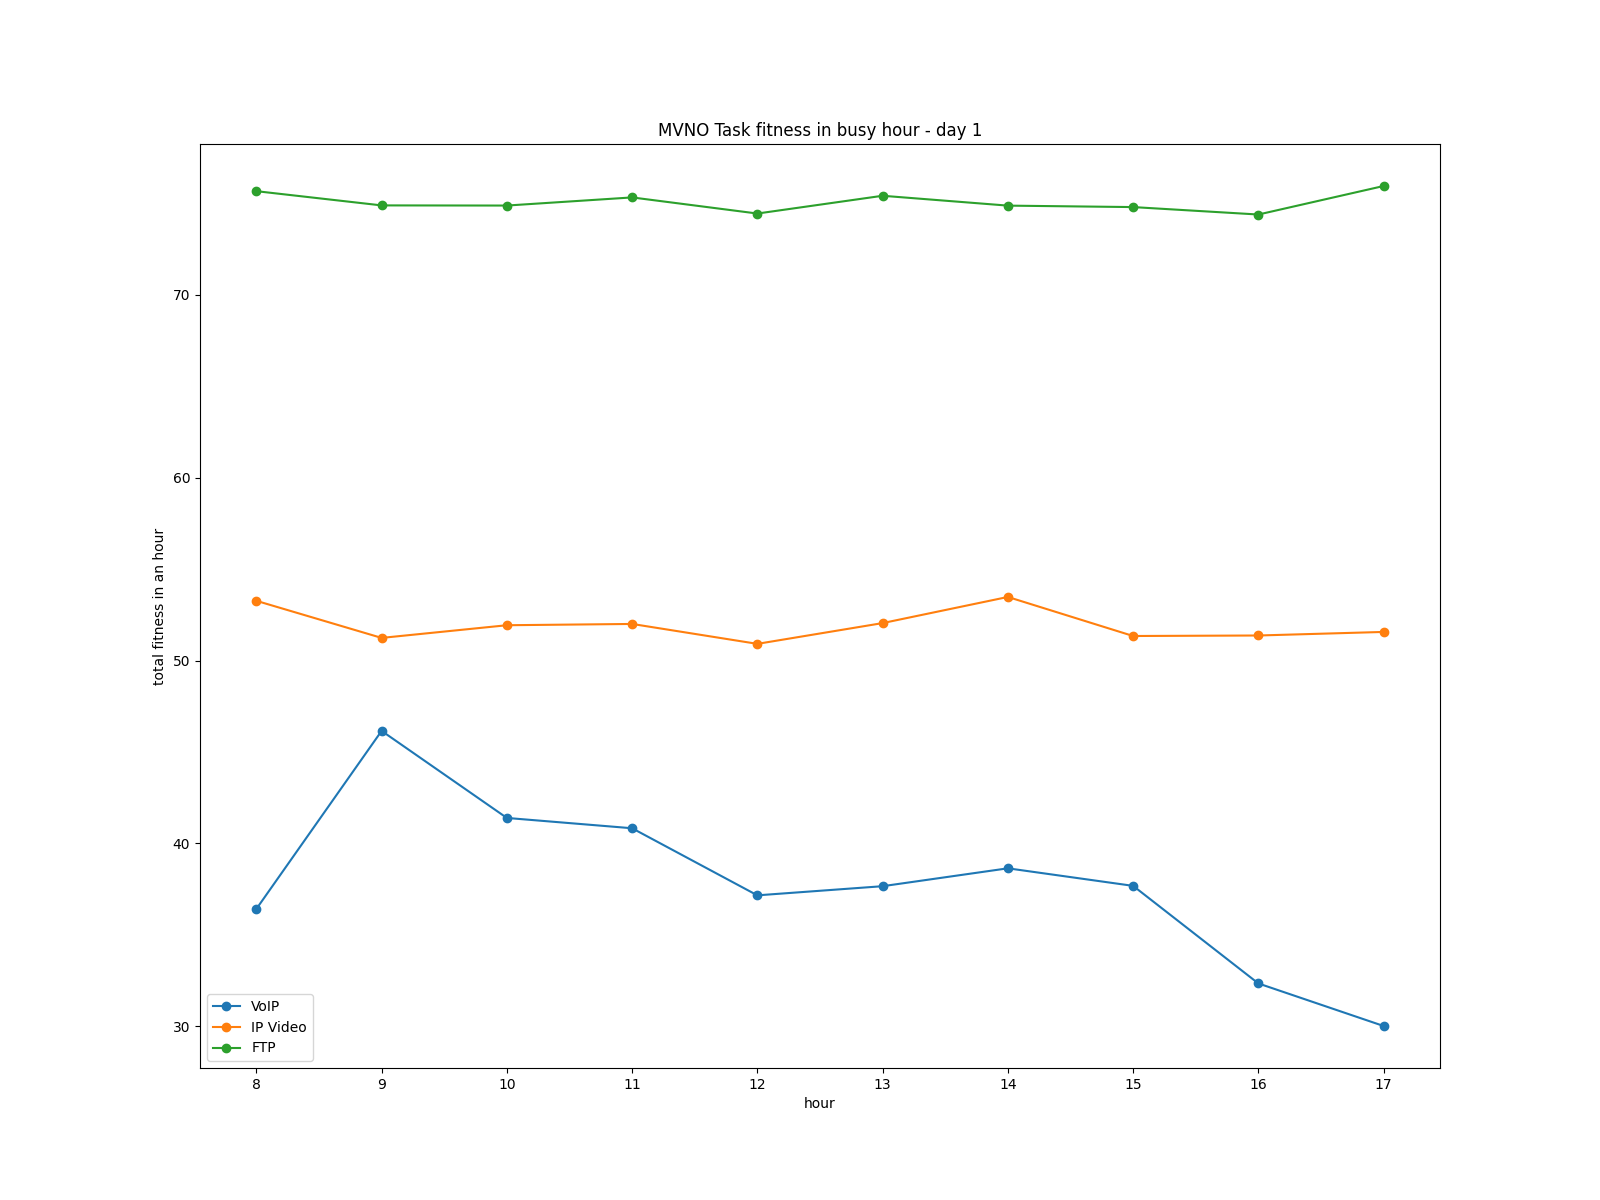 MVNO Task fitness in busy hour - day 1
total fitness in an hour
70
60
50
40
30
VoIP
IP Video
FTP
8 9 10 11 12 13 14 15 16 17
hour